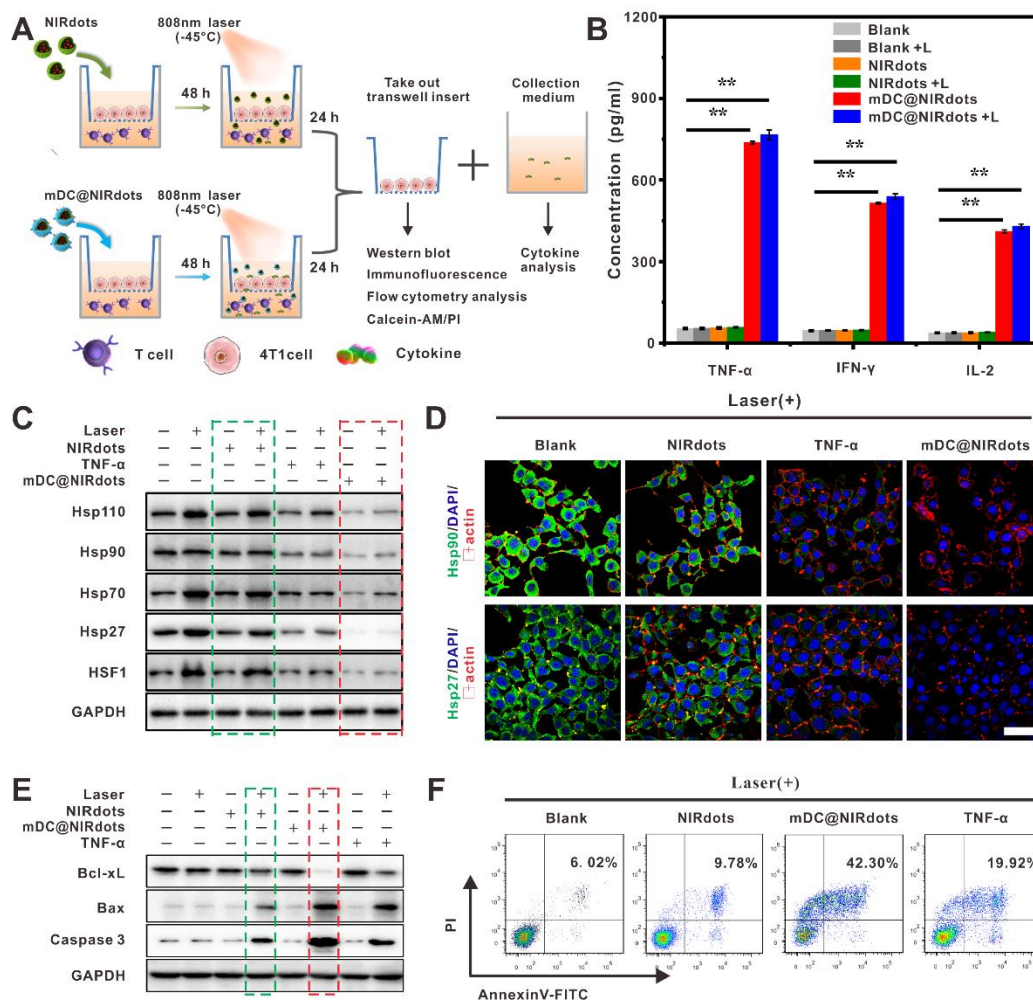 A
NIRdots
808nm laser
(-45°C)
48 h
24 h
Take out
transwell insert
Collection
medium
mDC@NIRdots
808nm laser
(-45°C)
48 h
24 h
Western blot
Immunofluorescence
Flow cytometry analysis
Calcein-AM/PI
Cytokine
analysis
T cell
4T1cell
Cytokine
B
Concentration (pg/ml)
1200
900
600
300
0
Blank
Blank +L
NIRdots
NIRdots +L
mDC@NIRdots
mDC@NIRdots +L
**
**
**
**
**
**
TNF-α
IFN-γ
IL-2
C
Laser − + − + − + − +
NIRdots − − + + − − − −
TNF-α − − − − + + − −
mDC@NIRdots − − − − − − + +
Hsp110
Hsp90
Hsp70
Hsp27
HSF1
GAPDH
D
Laser(+)
Blank NIRdots TNF-α mDC@NIRdots
Hsp90/DAPI/
actin
Hsp27/DAPI/
actin
E
Laser − + − + − + − +
NIRdots − − + + − − − −
mDC@NIRdots − − − − + + − −
TNF-α − − − − − − + +
Bcl-xL
Bax
Caspase 3
GAPDH
F
Laser(+)
Blank NIRdots mDC@NIRdots TNF-α
6.02%
9.78%
42.30%
19.92%
PI
AnnexinV-FITC